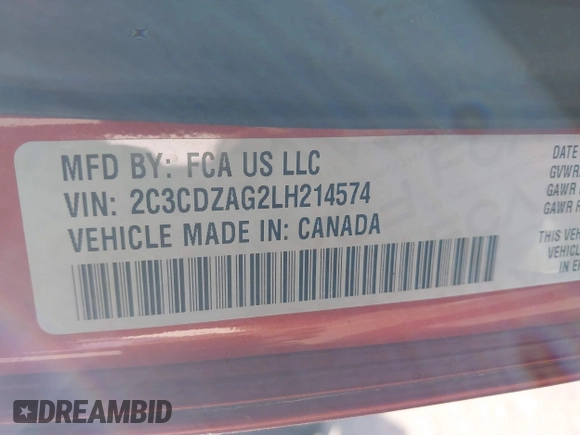 MFD BY: FCA US LLC
VIN: 2C3CDZAG2LH214574
VEHICLE MADE IN: CANADA
DATE
GVWR
GAWR
GAWR
THIS VEH
VEHICL
IN EF
DREAMBID